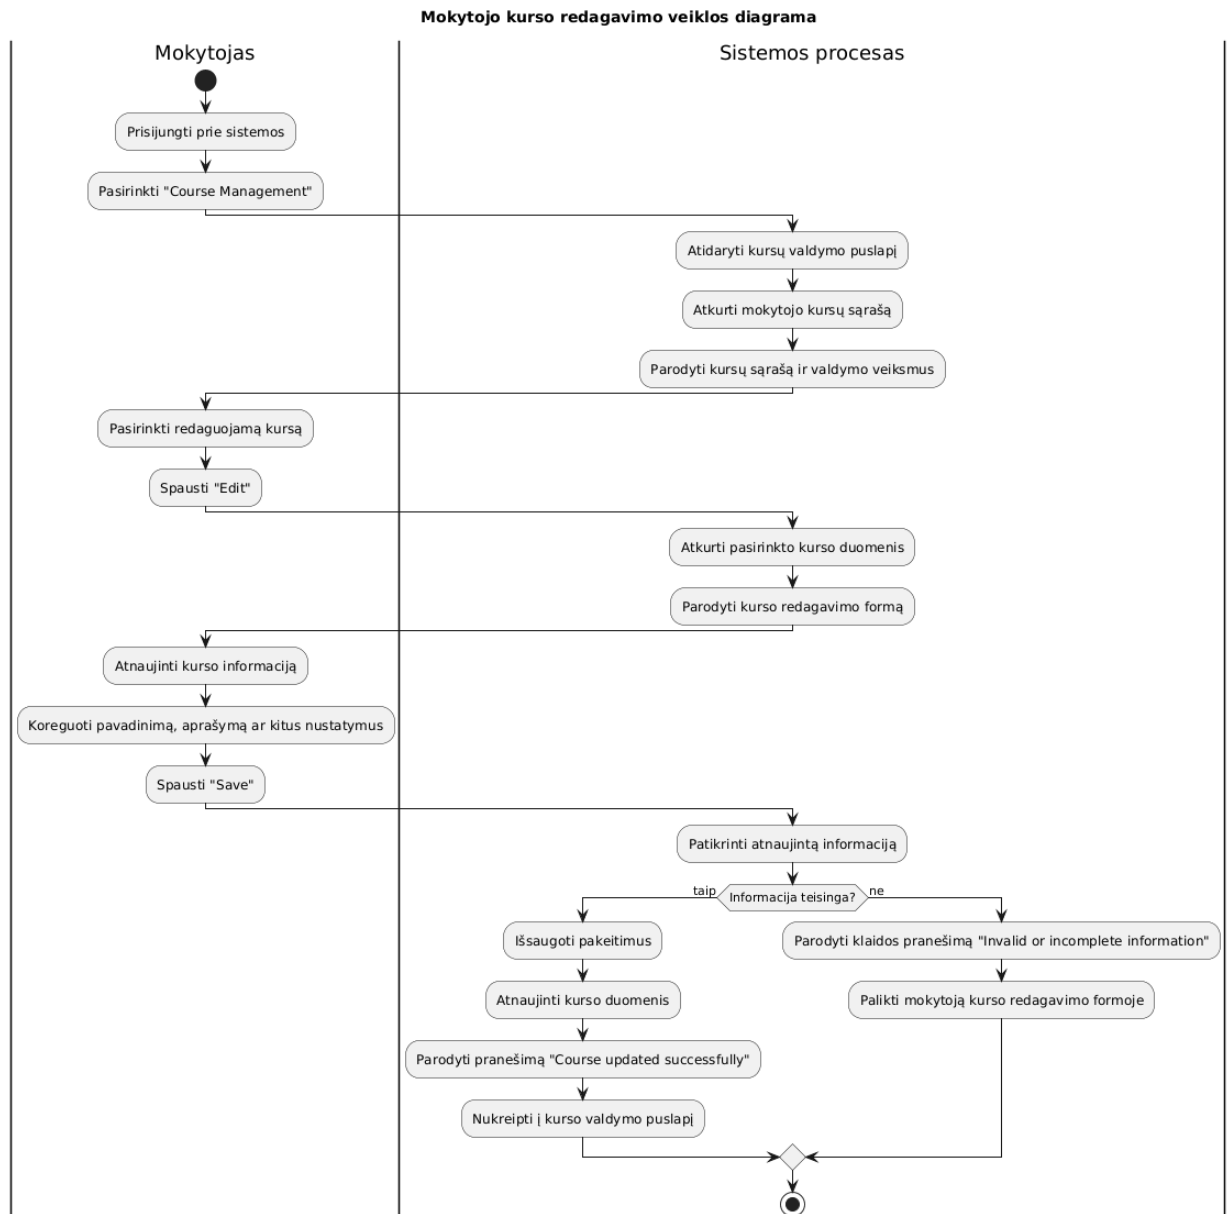 Mokytojo kurso redagavimo veiklos diagrama
Mokytojas
Sistemos procesas
Prisijungti prie sistemos
Pasirinkti "Course Management"
Atidaryti kursų valdymo puslapį
Atkurti mokytojo kursų sąrašą
Parodyti kursų sąrašą ir valdymo veiksmus
Pasirinkti redaguojamą kursą
Spausti "Edit"
Atkurti pasirinkto kurso duomenis
Parodyti kurso redagavimo formą
Atnaujinti kurso informaciją
Koreguoti pavadinimą, aprašymą ar kitus nustatymus
Spausti "Save"
Patikrinti atnaujintą informaciją
taip
Informacija teisinga?
ne
Išsaugoti pakeitimus
Parodyti klaidos pranešimą "Invalid or incomplete information"
Atnaujinti kurso duomenis
Palikti mokytoją kurso redagavimo formoje
Parodyti pranešimą "Course updated successfully"
Nukreipti į kurso valdymo puslapį